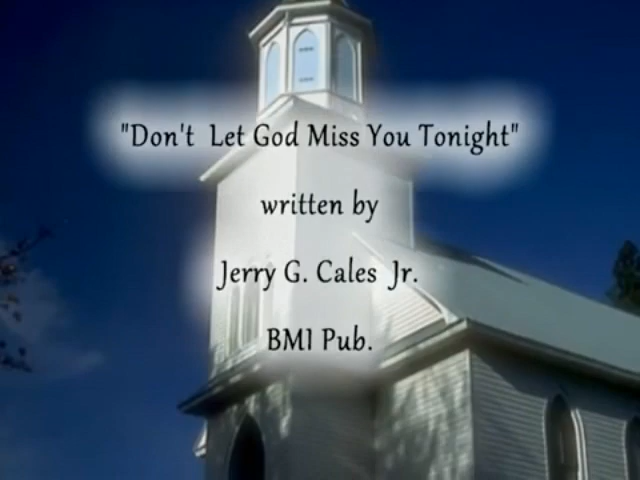 "Don't Let God Miss You Tonight"
written by
Jerry G. Cales Jr.
BMI Pub.